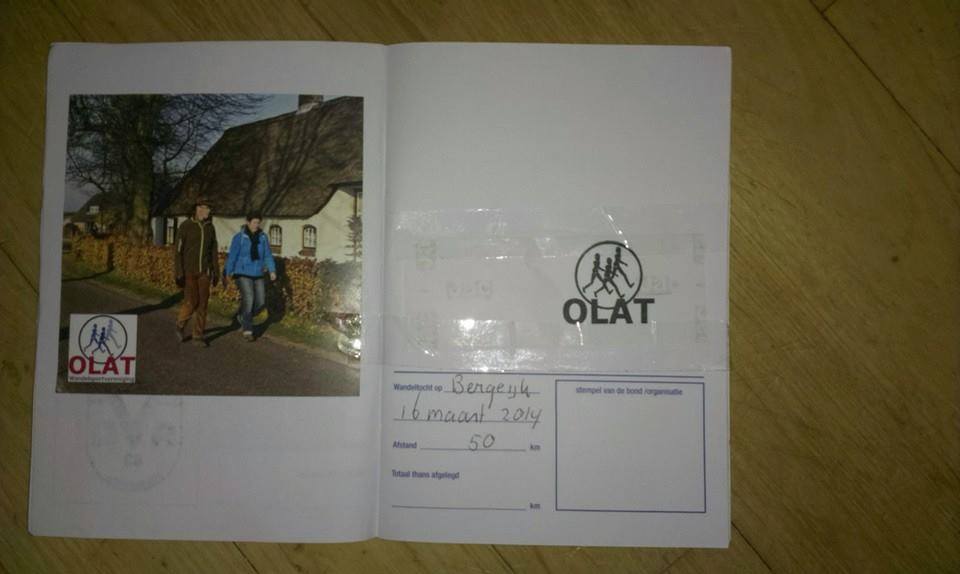 OLAT
Wandelsportvereniging
OLAT
Wandeltocht op Bergeijk
16 maart 2014
Afstand 50 km
Totaal thans afgelegd
km
stempel van de bond /organisatie